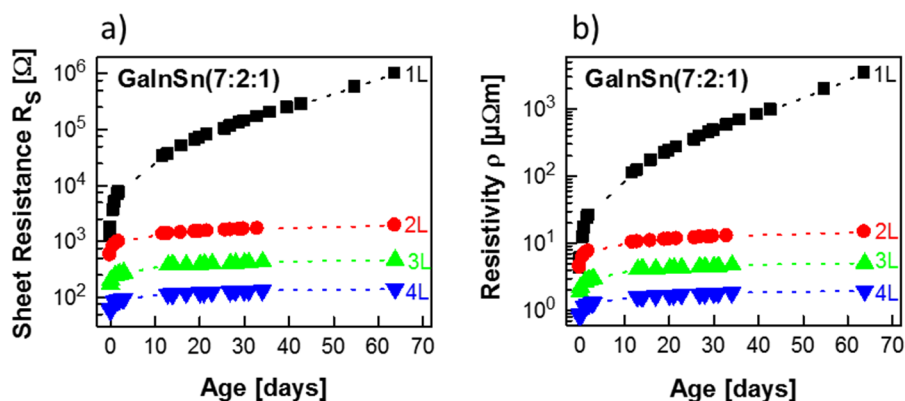 a)
GaInSn(7:2:1)
1L
2L
3L
4L
Sheet Resistance R_S [Ω]
10^6
10^5
10^4
10^3
10^2
0 10 20 30 40 50 60 70
Age [days]
b)
GaInSn(7:2:1)
1L
2L
3L
4L
Resistivity ρ [μΩm]
10^3
10^2
10^1
10^0
0 10 20 30 40 50 60 70
Age [days]